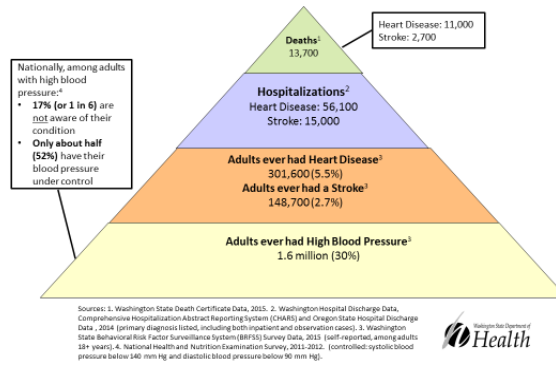 Deaths1
13,700
Heart Disease: 11,000
Stroke: 2,700
Nationally, among adults
with high blood
pressure:4
• 17% (or 1 in 6) are
not aware of their
condition
• Only about half
(52%) have their
blood pressure
under control
Hospitalizations2
Heart Disease: 56,100
Stroke: 15,000
Adults ever had Heart Disease3
301,600 (5.5%)
Adults ever had a Stroke3
148,700 (2.7%)
Adults ever had High Blood Pressure3
1.6 million (30%)
Sources: 1. Washington State Death Certificate Data, 2015. 2. Washington Hospital Discharge Data,
Comprehensive Hospitalization Abstract Reporting System (CHARS) and Oregon State Hospital Discharge
Data , 2014 (primary diagnosis listed, including both inpatient and observation cases). 3. Washington
State Behavioral Risk Factor Surveillance System (BRFSS) Survey Data, 2015 (self-reported, among adults
18+ years). 4. National Health and Nutrition Examination Survey, 2011-2012. (controlled: systolic blood
pressure below 140 mm Hg and diastolic blood pressure below 90 mm Hg).
Washington State Department of
Health